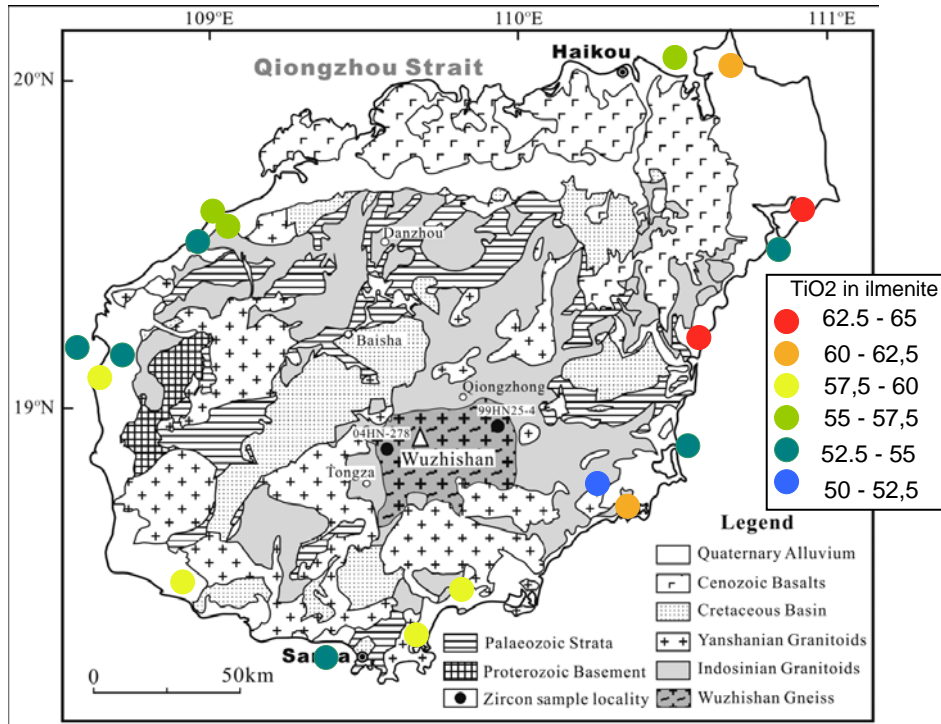 109°E
110°E
111°E
20°N
19°N
Haikou
Qiongzhou Strait
Danzhou
Baisha
Qiongzhong
99HN25-4
04HN-278
Wuzhishan
Tongza
TiO2 in ilmenite
62.5 - 65
60 - 62,5
57,5 - 60
55 - 57,5
52.5 - 55
50 - 52,5
Legend
Quaternary Alluvium
Cenozoic Basalts
Cretaceous Basin
Yanshanian Granitoids
Indosinian Granitoids
Wuzhishan Gneiss
Palaeozoic Strata
Proterozoic Basement
Zircon sample locality
0 50km